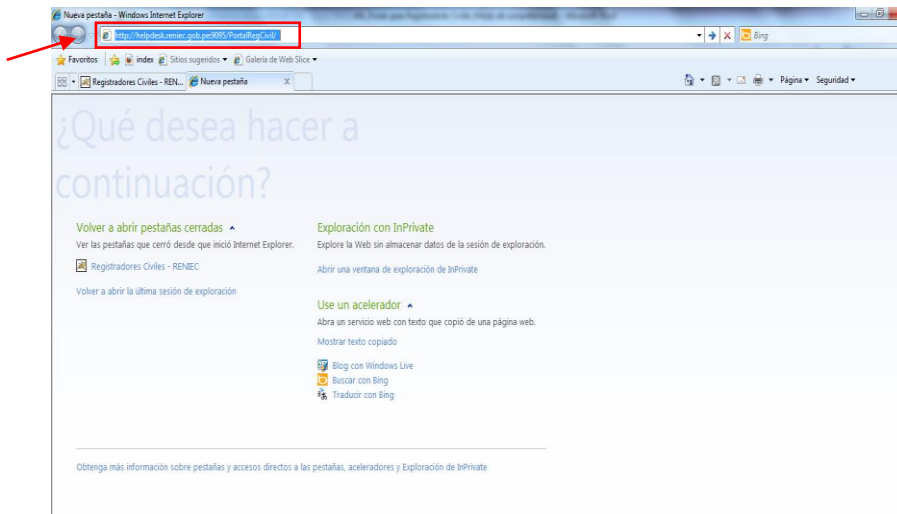 Nueva pestaña - Windows Internet Explorer
http://helpdesk.reniec.gob.pe9095/PortalRegCivil/
Bing
Favoritos index Sitios sugeridos Galería de Web Slice
Registradores Civiles - REN... Nueva pestaña X Página Seguridad
¿Qué desea hacer a
continuación?
Volver a abrir pestañas cerradas
Ver las pestañas que cerró desde que inició Internet Explorer.
Registradores Civiles - RENIEC
Volver a abrir la última sesión de exploración
Exploración con InPrivate
Explore la Web sin almacenar datos de la sesión de exploración.
Abrir una ventana de exploración de InPrivate
Use un acelerador
Abra un servicio web con texto que copió de una página web.
Mostrar texto copiado
Blog con Windows Live
Buscar con Bing
Traducir con Bing
Obtenga más información sobre pestañas y accesos directos a las pestañas, aceleradores y Exploración de InPrivate